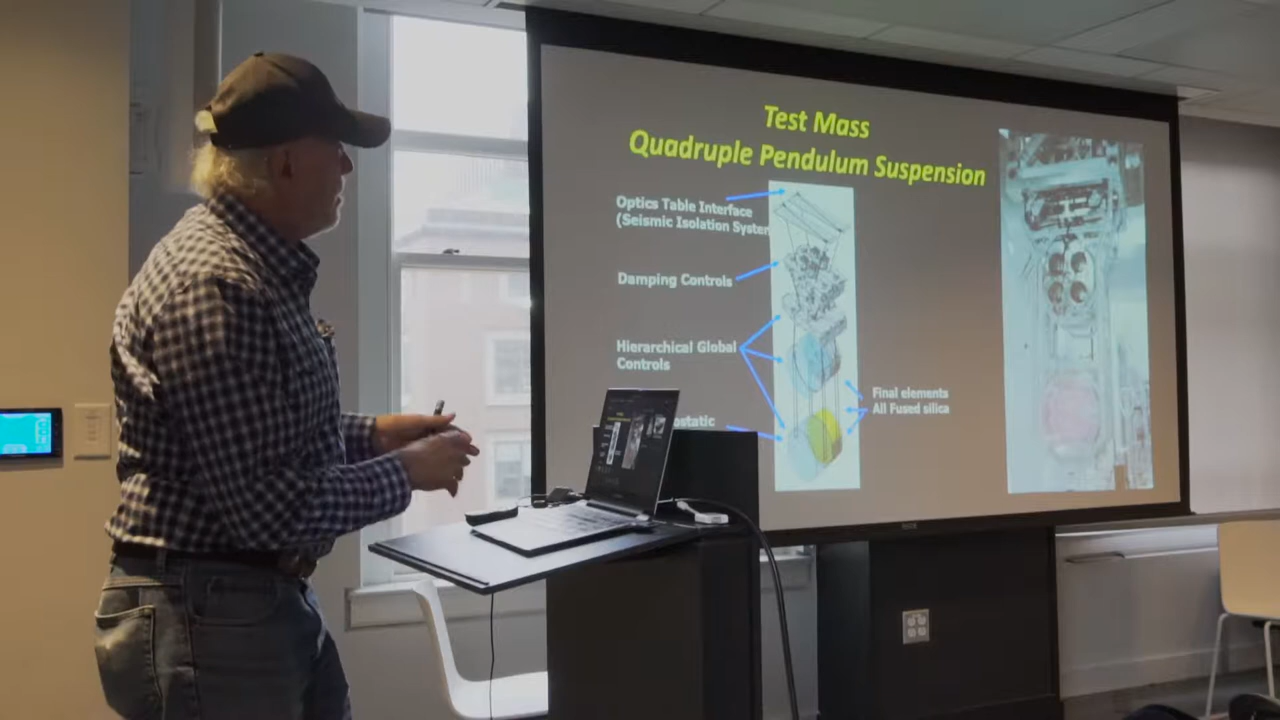 Test Mass
Quadruple Pendulum Suspension
Optics Table Interface
(Seismic Isolation System
Damping Controls
Hierarchical Global
Controls
ostatic
Final elements
All Fused silica